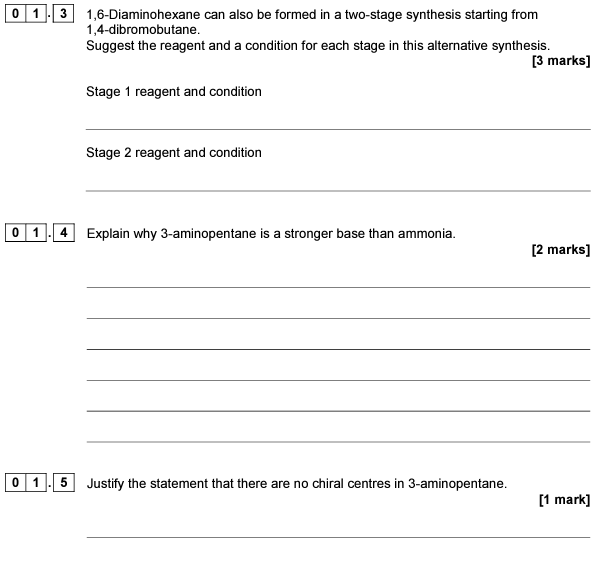 0 1 . 3 1,6-Diaminohexane can also be formed in a two-stage synthesis starting from
1,4-dibromobutane.
Suggest the reagent and a condition for each stage in this alternative synthesis.
[3 marks]
Stage 1 reagent and condition
Stage 2 reagent and condition
0 1 . 4 Explain why 3-aminopentane is a stronger base than ammonia.
[2 marks]
0 1 . 5 Justify the statement that there are no chiral centres in 3-aminopentane.
[1 mark]